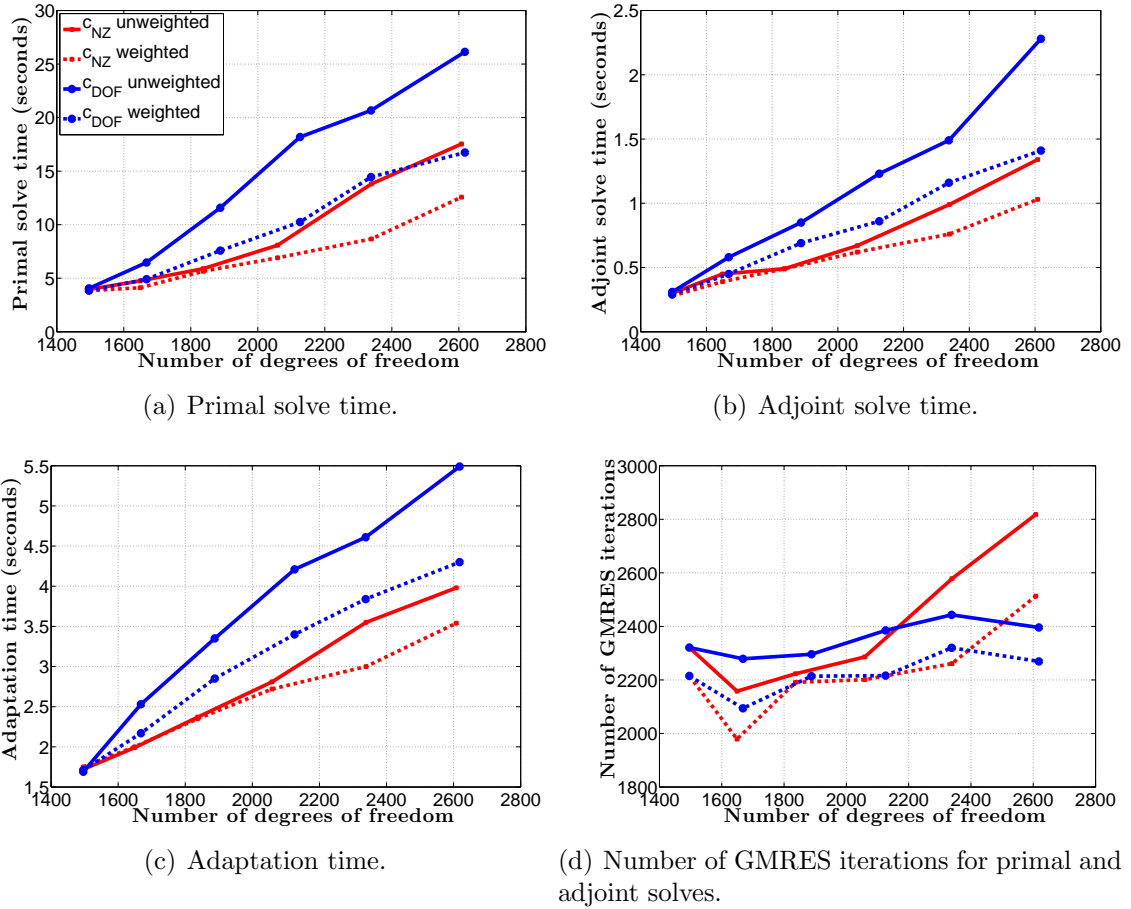 30
25
20
15
10
5
0
Primal solve time (seconds)
c_NZ unweighted
c_NZ weighted
c_DOF unweighted
c_DOF weighted
1400 1600 1800 2000 2200 2400 2600 2800
Number of degrees of freedom
(a) Primal solve time.
2.5
2
1.5
1
0.5
0
Adjoint solve time (seconds)
1400 1600 1800 2000 2200 2400 2600 2800
Number of degrees of freedom
(b) Adjoint solve time.
5.5
5
4.5
4
3.5
3
2.5
2
1.5
Adaptation time (seconds)
1400 1600 1800 2000 2200 2400 2600 2800
Number of degrees of freedom
(c) Adaptation time.
3000
2800
2600
2400
2200
2000
1800
Number of GMRES iterations
1400 1600 1800 2000 2200 2400 2600 2800
Number of degrees of freedom
(d) Number of GMRES iterations for primal and
adjoint solves.